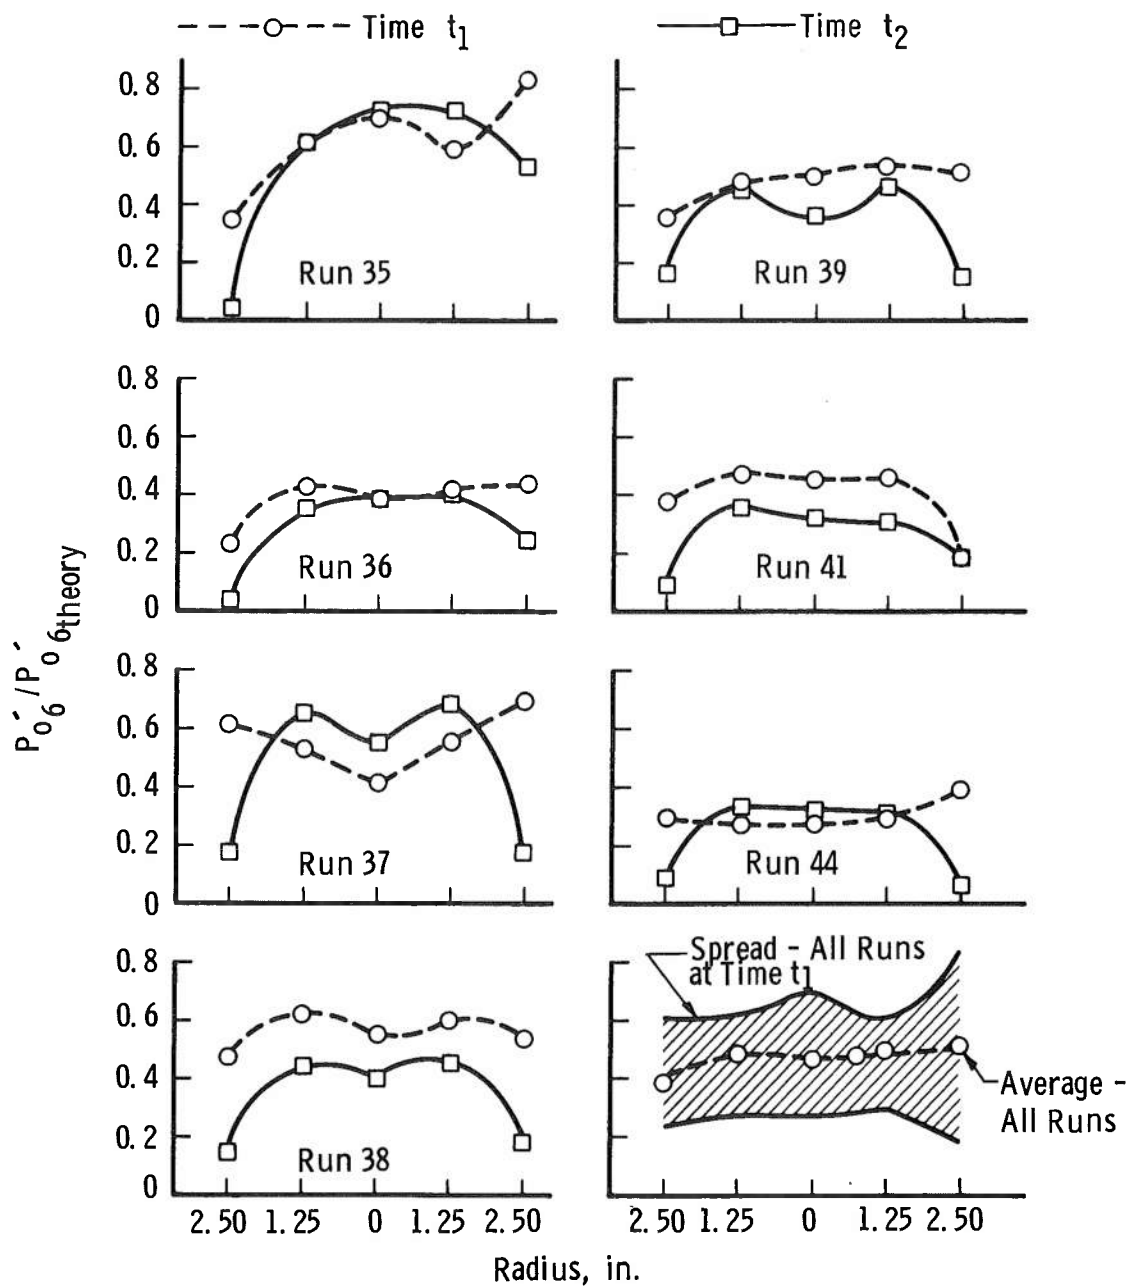 Time t1
Time t2
0.8
0.6
0.4
0.2
0
Run 35
Run 39
0.8
0.6
0.4
0.2
0
Run 36
Run 41
0.8
0.6
0.4
0.2
0
Run 37
Run 44
0.8
0.6
0.4
0.2
0
Run 38
Spread - All Runs
at Time t1
Average -
All Runs
2.50 1.25 0 1.25 2.50
2.50 1.25 0 1.25 2.50
Radius, in.
Po6´/Po6´theory